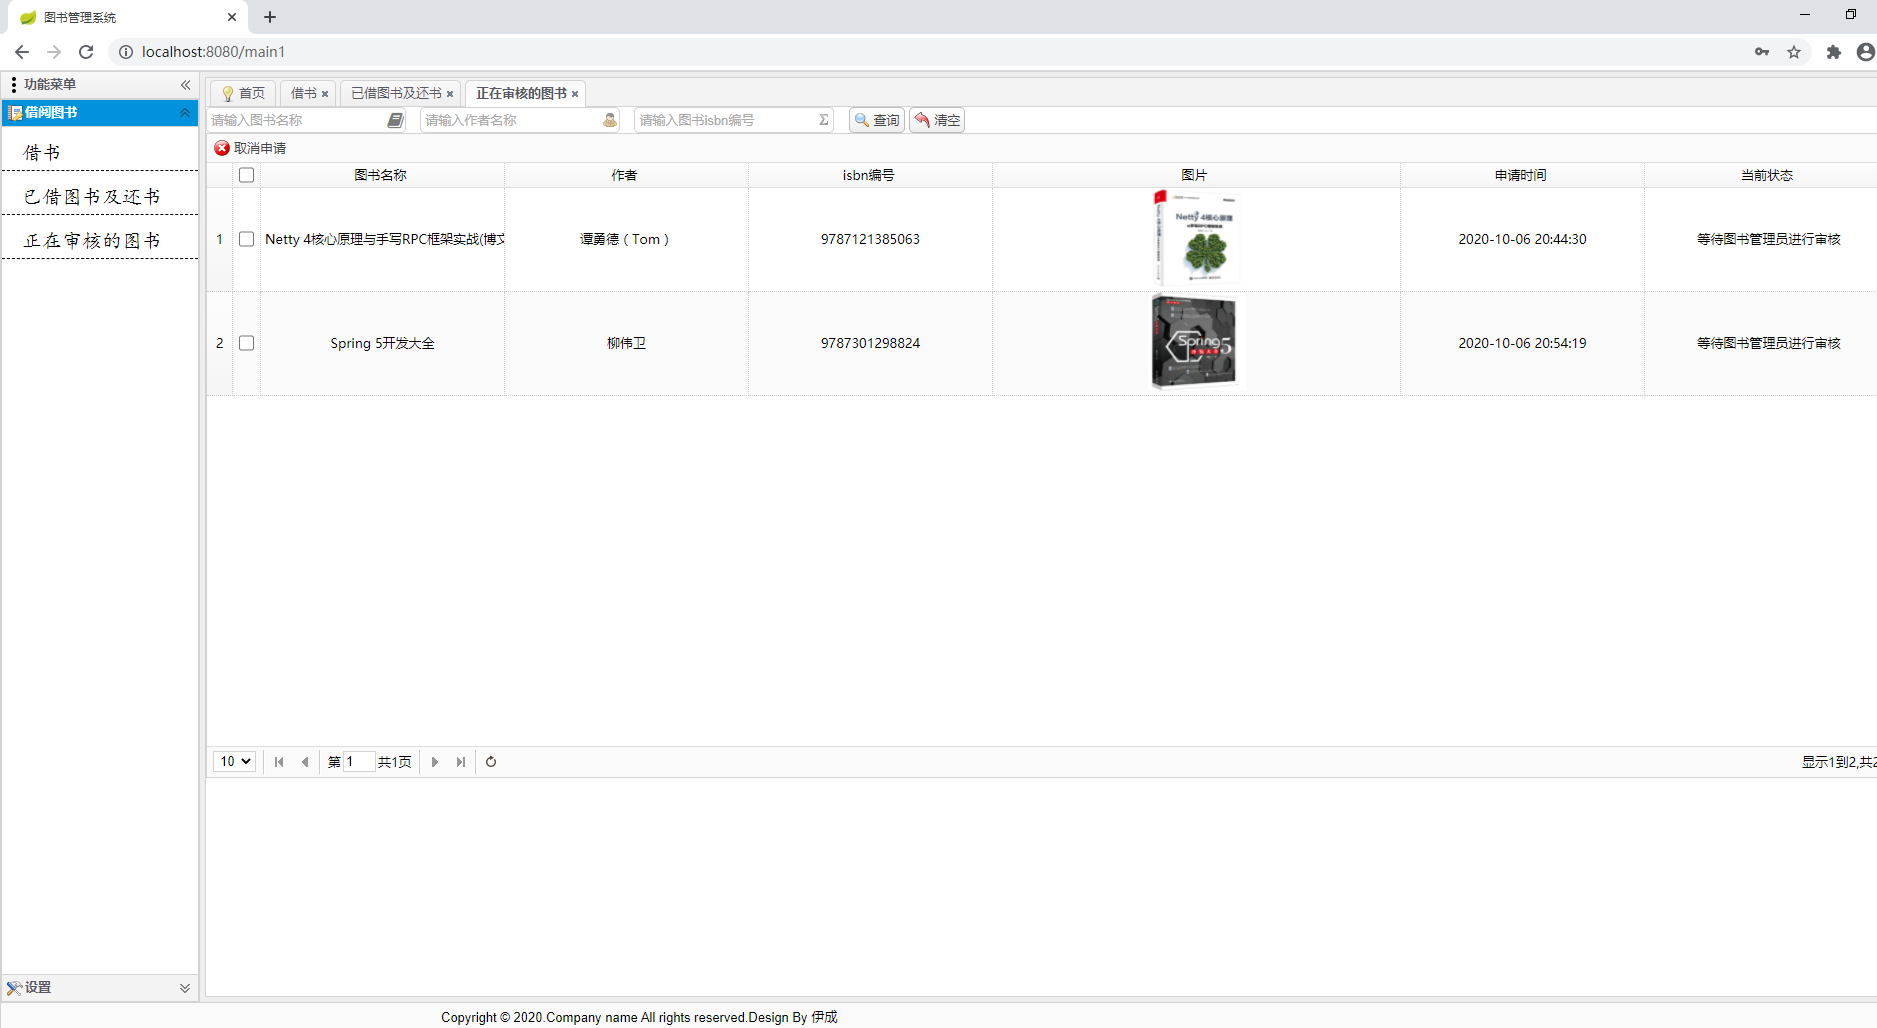 图书管理系统
localhost:8080/main1
功能菜单
首页 借书 已借图书及还书 正在审核的图书
借阅图书
请输入图书名称 请输入作者名称 请输入图书isbn编号 查询 清空
取消申请
借书
已借图书及还书
正在审核的图书
图书名称 作者 isbn编号 图片 申请时间 当前状态
1 Netty 4核心原理与手写RPC框架实战(博文 谭勇德（Tom） 9787121385063 2020-10-06 20:44:30 等待图书管理员进行审核
Netty 4核心原理
2 Spring 5开发大全 柳伟卫 9787301298824 2020-10-06 20:54:19 等待图书管理员进行审核
Spring 5
开发大全
10 第 1 共1页 显示1到2,共2
设置
Copyright © 2020.Company name All rights reserved.Design By 伊成